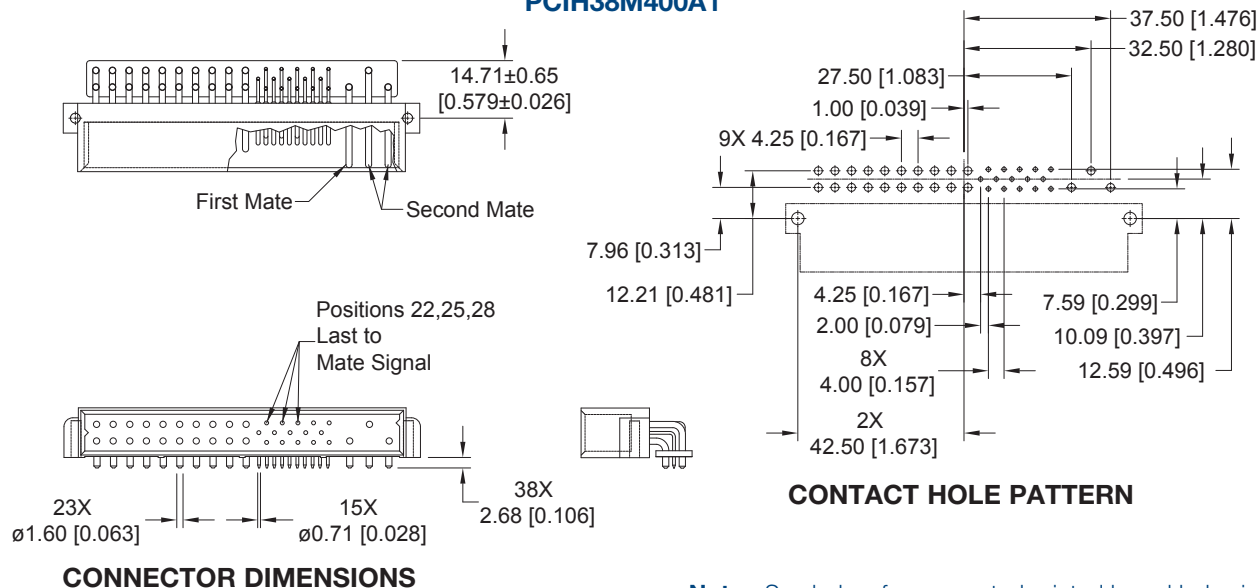 PCIH38M400A1
14.71±0.65
[0.579±0.026]
First Mate
Second Mate
Positions 22,25,28
Last to
Mate Signal
23X
ø1.60 [0.063]
15X
ø0.71 [0.028]
38X
2.68 [0.106]
CONNECTOR DIMENSIONS
37.50 [1.476]
32.50 [1.280]
27.50 [1.083]
1.00 [0.039]
9X 4.25 [0.167]
7.96 [0.313]
12.21 [0.481]
4.25 [0.167]
2.00 [0.079]
8X
4.00 [0.157]
2X
42.50 [1.673]
7.59 [0.299]
10.09 [0.397]
12.59 [0.496]
CONTACT HOLE PATTERN